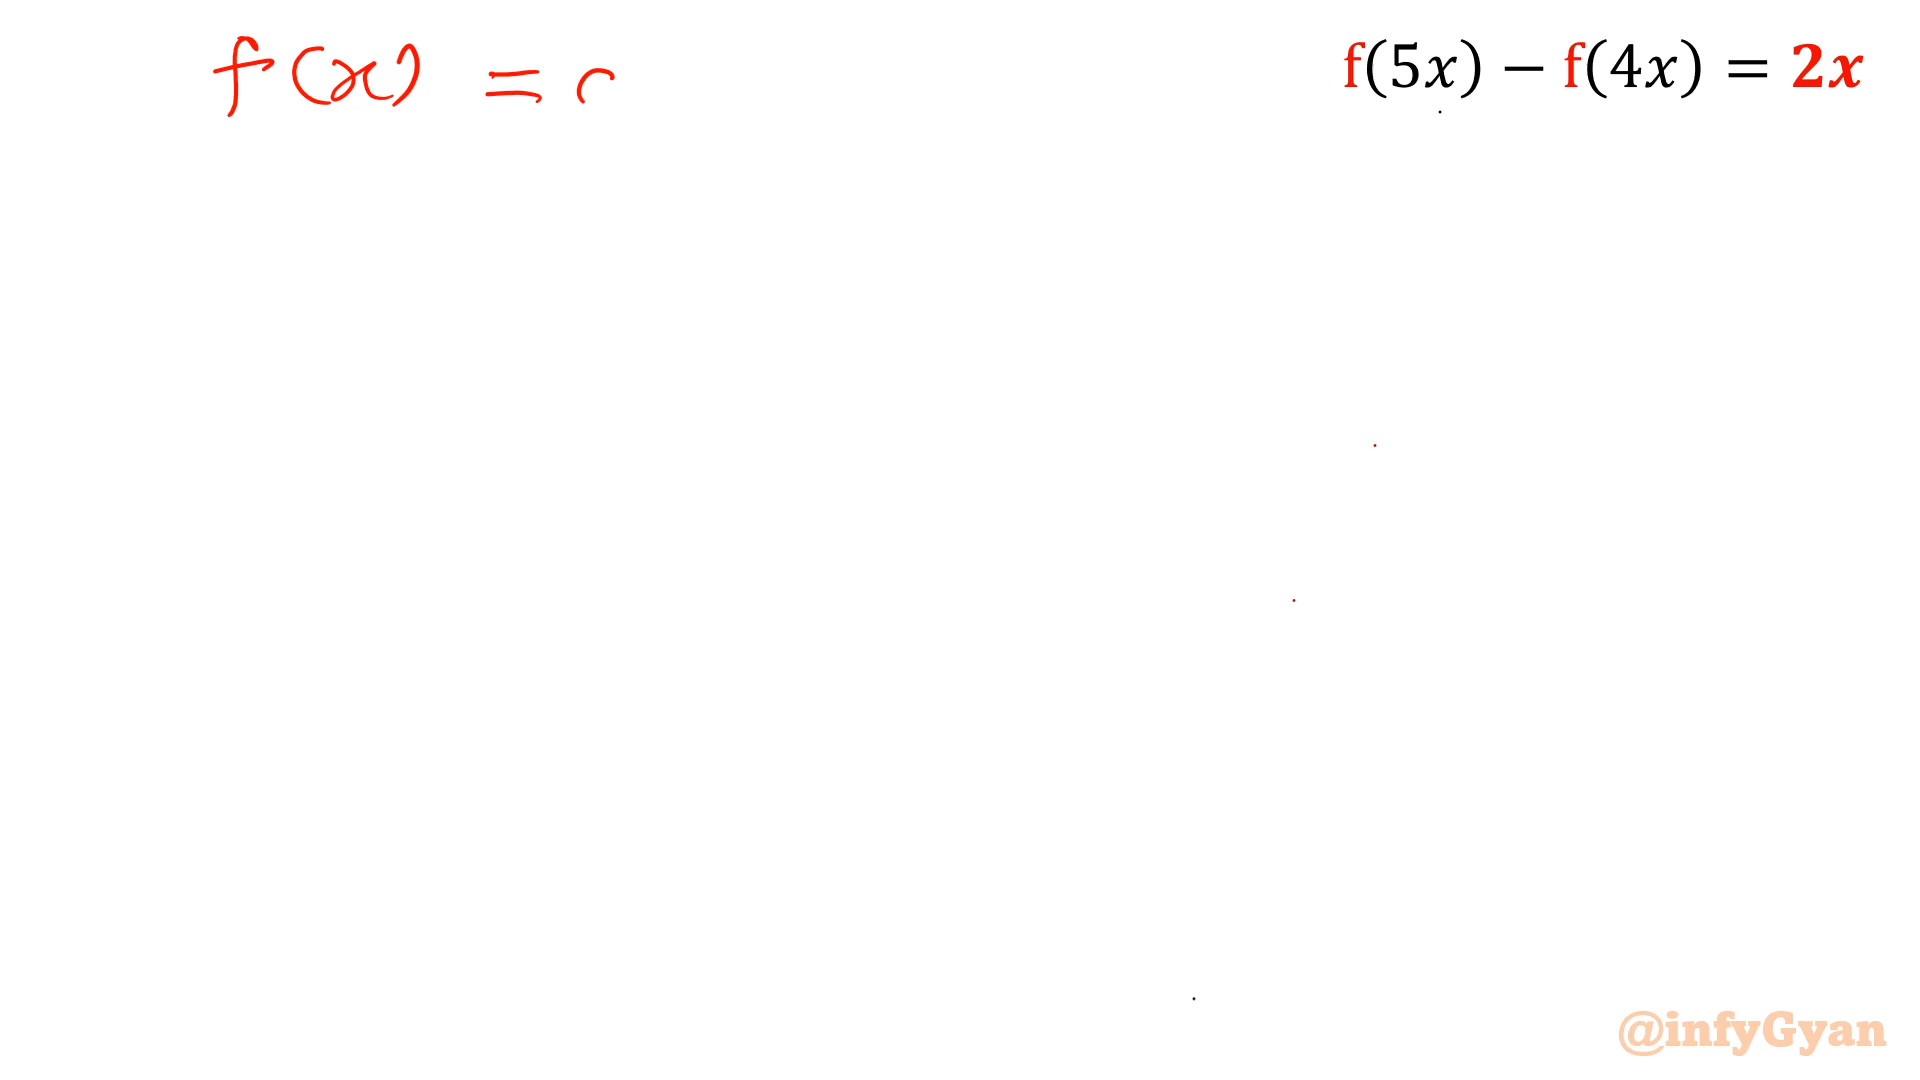 f(x) =
f(5x) − f(4x) = 2x
@infyGyan